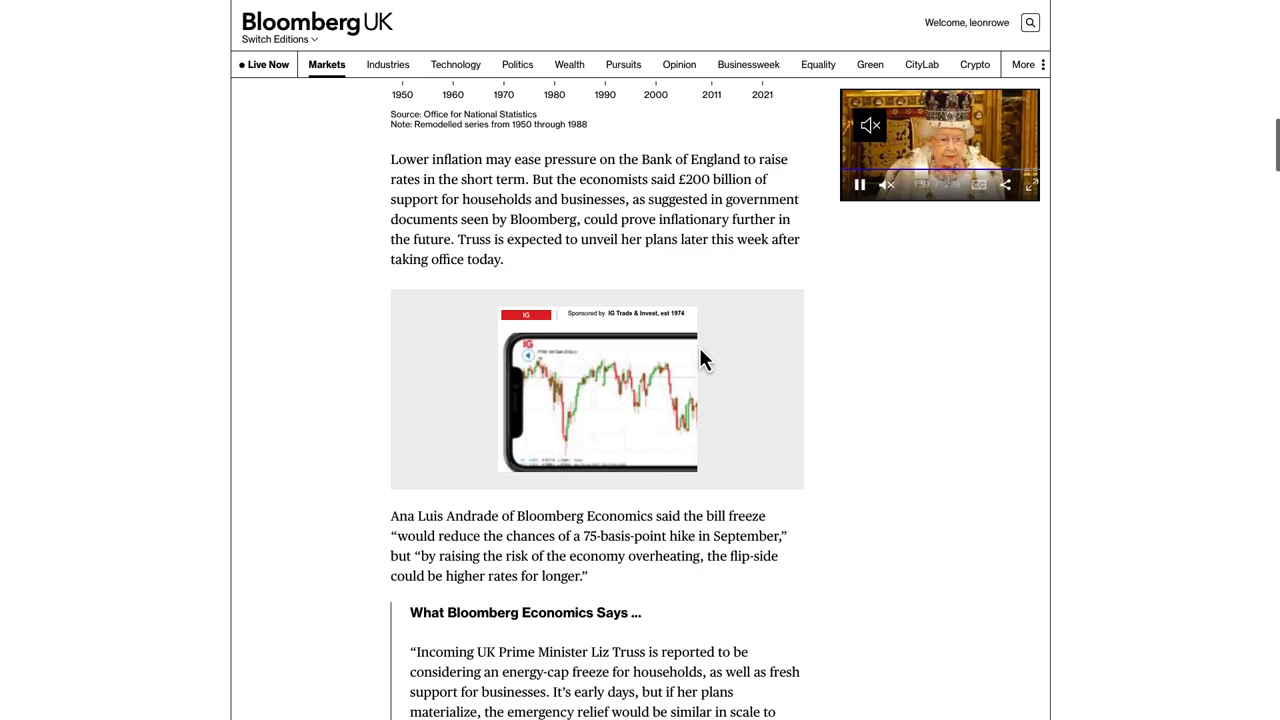 Bloomberg UK
Welcome, leonrowe
Switch Editions
Live Now Markets Industries Technology Politics Wealth Pursuits Opinion Businessweek Equality Green CityLab Crypto More
1950 1960 1970 1980 1990 2000 2011 2021
Source: Office for National Statistics
Note: Remodelled series from 1950 through 1988
Lower inflation may ease pressure on the Bank of England to raise
rates in the short term. But the economists said £200 billion of
support for households and businesses, as suggested in government
documents seen by Bloomberg, could prove inflationary further in
the future. Truss is expected to unveil her plans later this week after
taking office today.
IG Sponsored by IG Trade & Invest, est 1974
IG
Ana Luis Andrade of Bloomberg Economics said the bill freeze
“would reduce the chances of a 75-basis-point hike in September,”
but “by raising the risk of the economy overheating, the flip-side
could be higher rates for longer.”
What Bloomberg Economics Says ...
“Incoming UK Prime Minister Liz Truss is reported to be
considering an energy-cap freeze for households, as well as fresh
support for businesses. It’s early days, but if her plans
materialize, the emergency relief would be similar in scale to